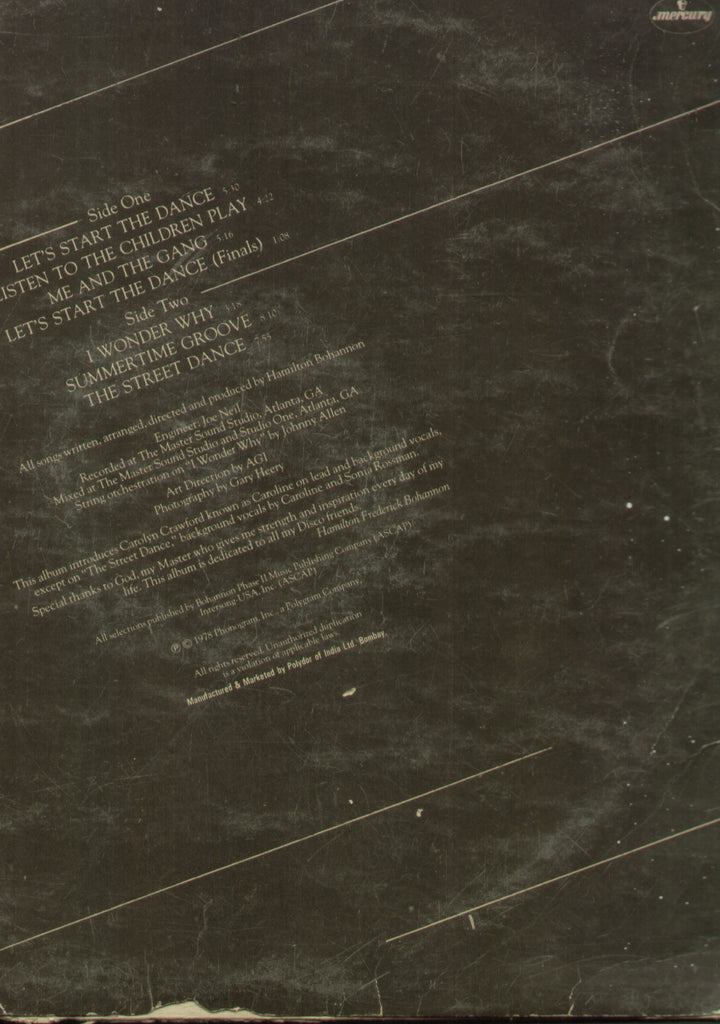 mercury
Side One
LET'S START THE DANCE 5:30
LISTEN TO THE CHILDREN PLAY 4:22
ME AND THE GANG 5:16
LET'S START THE DANCE (Finals) 1:08
Side Two
I WONDER WHY
SUMMERTIME GROOVE
THE STREET DANCE
All songs written, arranged, directed and produced by Hamilton Bohannon
Engineer: Joe Neil
Recorded at The Master Sound Studio, Atlanta, GA
Mixed at The Master Sound Studio and Studio One, Atlanta, GA
String orchestration on "I Wonder Why" by Johnny Allen
Art Direction by AGI
Photography by Gary Heery
This album introduces Carolyn Crawford known as Caroline on lead and background vocals,
except on "The Street Dance," background vocals by Caroline and Sonja Rossman.
Special thanks to God, my Master who gives me strength and inspiration every day of my
life. This album is dedicated to all my Disco friends.
Hamilton Frederick Bohannon
All selections published by Bohannon Phase II Music Publishing Company (ASCAP)
Intersong USA, Inc. (ASCAP)
℗ © 1978 Phonogram, Inc., a Polygram Company.
All rights reserved. Unauthorized duplication
is a violation of applicable laws.
Manufactured & Marketed by Polydor of India Ltd. Bombay.